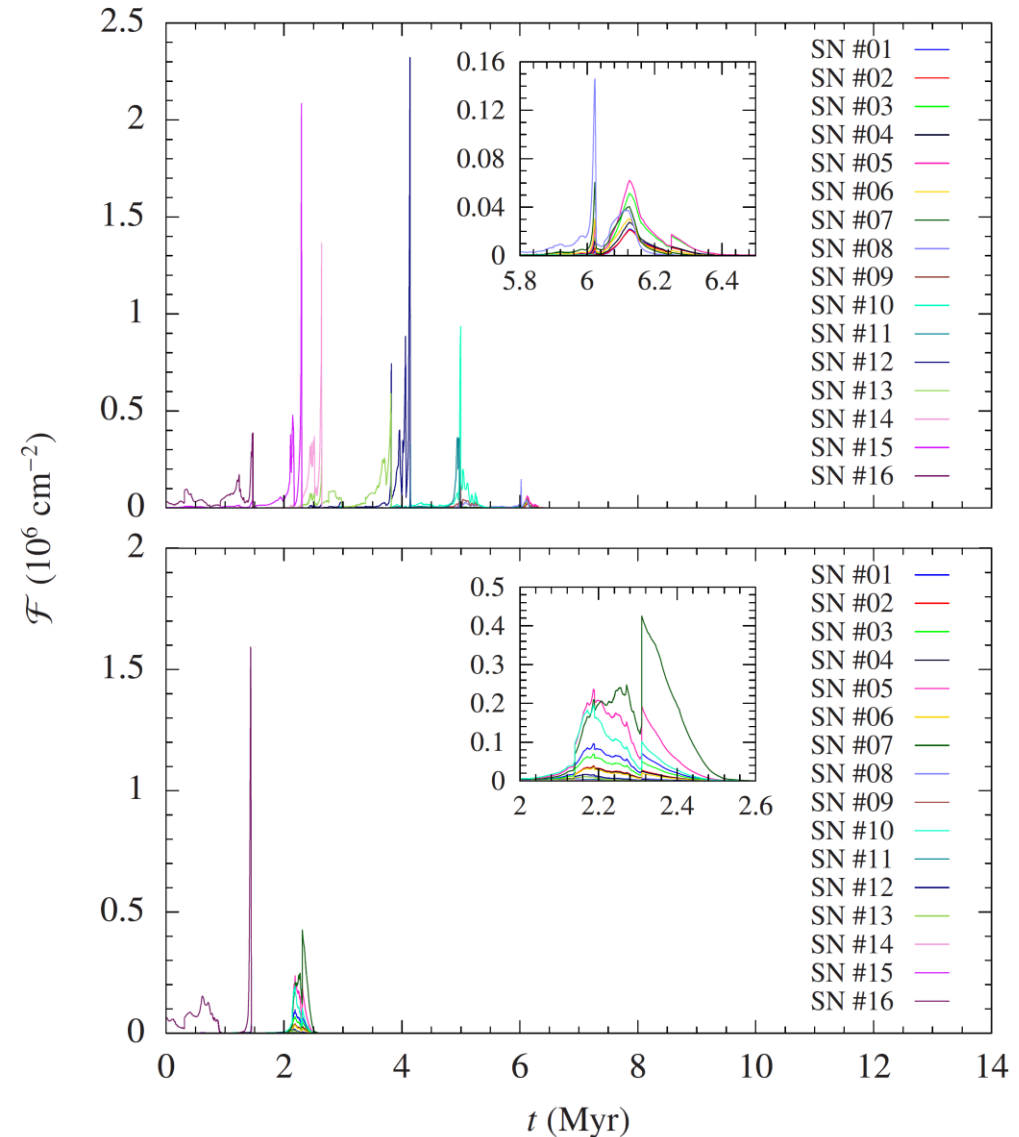 2.5
2
1.5
1
0.5
0
0.16
0.12
0.08
0.04
0
5.8 6 6.2 6.4
SN #01
SN #02
SN #03
SN #04
SN #05
SN #06
SN #07
SN #08
SN #09
SN #10
SN #11
SN #12
SN #13
SN #14
SN #15
SN #16
ℱ (10⁶ cm⁻²)
2
1.5
1
0.5
0
0.5
0.4
0.3
0.2
0.1
0
2 2.2 2.4 2.6
SN #01
SN #02
SN #03
SN #04
SN #05
SN #06
SN #07
SN #08
SN #09
SN #10
SN #11
SN #12
SN #13
SN #14
SN #15
SN #16
0 2 4 6 8 10 12 14
t (Myr)